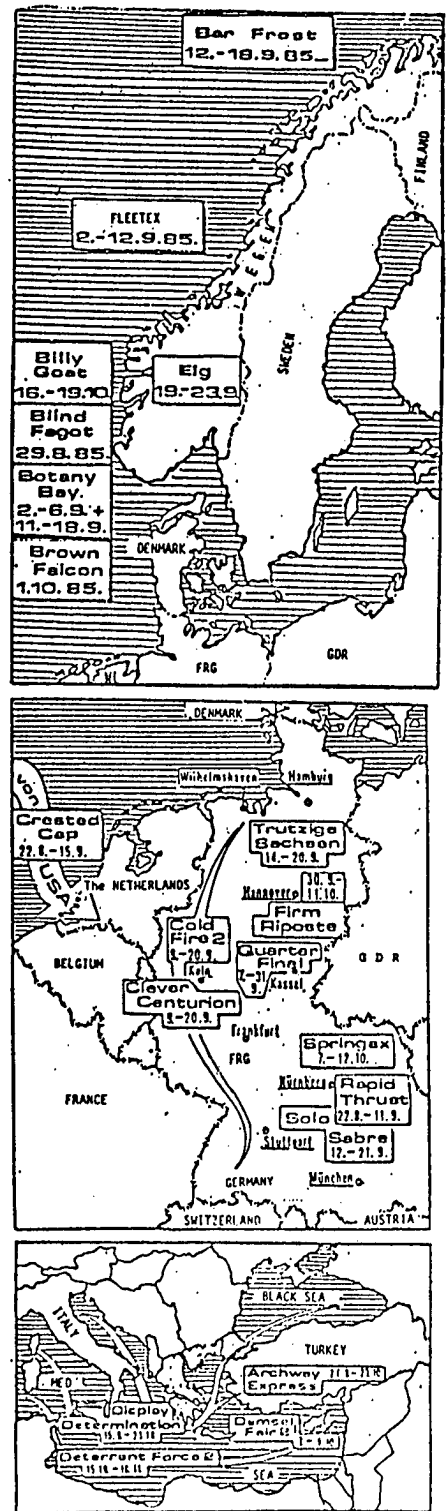 Bar Frost
12.-18.9.85.
FINLAND
FLEETEX
2.-12.9.85.
SWEDEN
Billy
Goat
16.-19.10.
Elg
19.-23.9.
Blind
Fagot
29.8.85.
Botany
Bay.
2.-6.9.+
11.-18.9.
Brown
Falcon
1.10.85.
DENMARK
FRG
GDR
DENMARK
Wilhelmshaven
Hamburg
von
USA
Crested
Cap
22.8.-15.9.
The NETHERLANDS
Trutzige
Sachsen
14.-20.9.
Hannover
30.9.-
11.10.
Firm
Riposte
Cold
Fire 2
9.-20.9.
Köln
BELGIUM
Quarter
Final
Kassel
GDR
Clever
Centurion
9.-20.9.
Frankfurt
FRG
Springex
7.-12.10.
FRANCE
Nürnberg
Rapid
Thrust
22.8.-11.9.
Solo
Stuttgart
Sabre
12.-21.9.
GERMANY
München
SWITZERLAND
AUSTRIA
BLACK SEA
ITALY
TURKEY
MED
Archway
Express
Display
Determination
Damsel
Fair
Deterrent Force
SEA